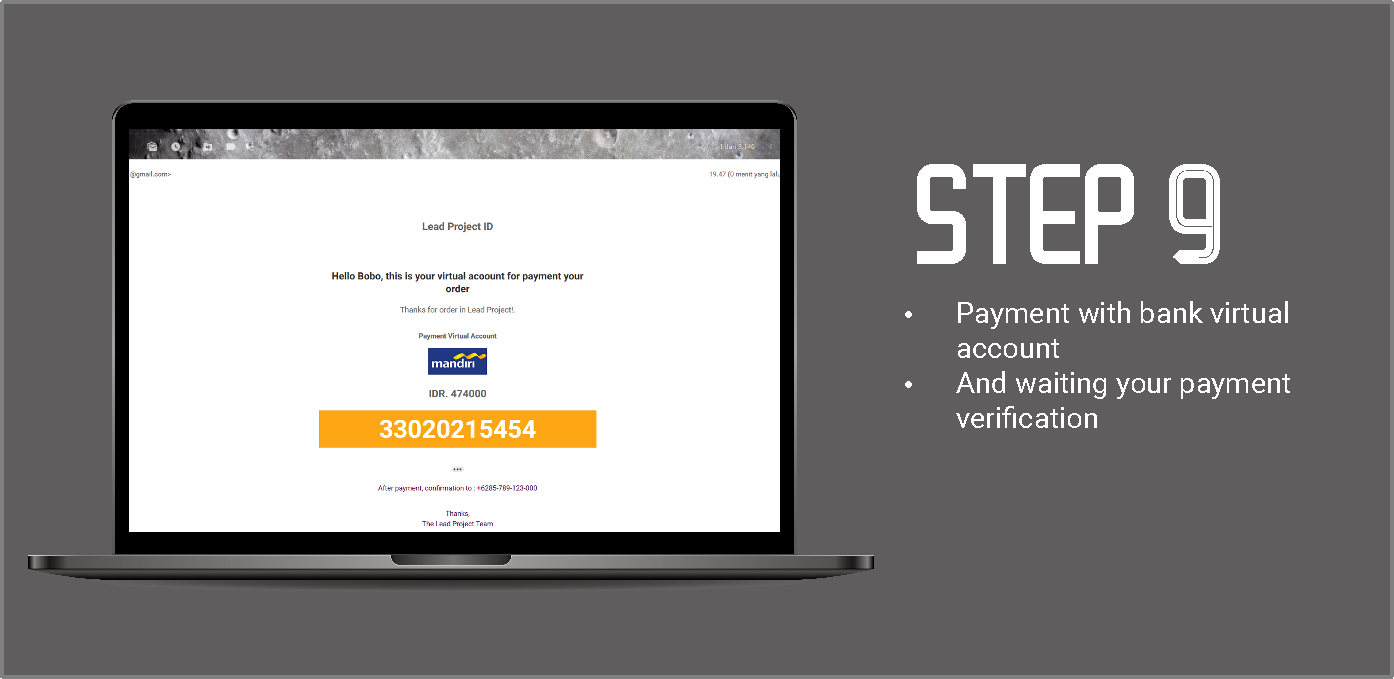 1 dari 3.140
@gmail.com>
19.47 (0 menit yang lalu
Lead Project ID
Hello Bobo, this is your virtual acoount for payment your
order
Thanks for order in Lead Project!.
Payment Virtual Account
mandiri
IDR. 474000
33020215454
After payment, confirmation to : +6285-789-123-000
Thanks,
The Lead Project Team
STEP 9
• Payment with bank virtual
account
• And waiting your payment
verification